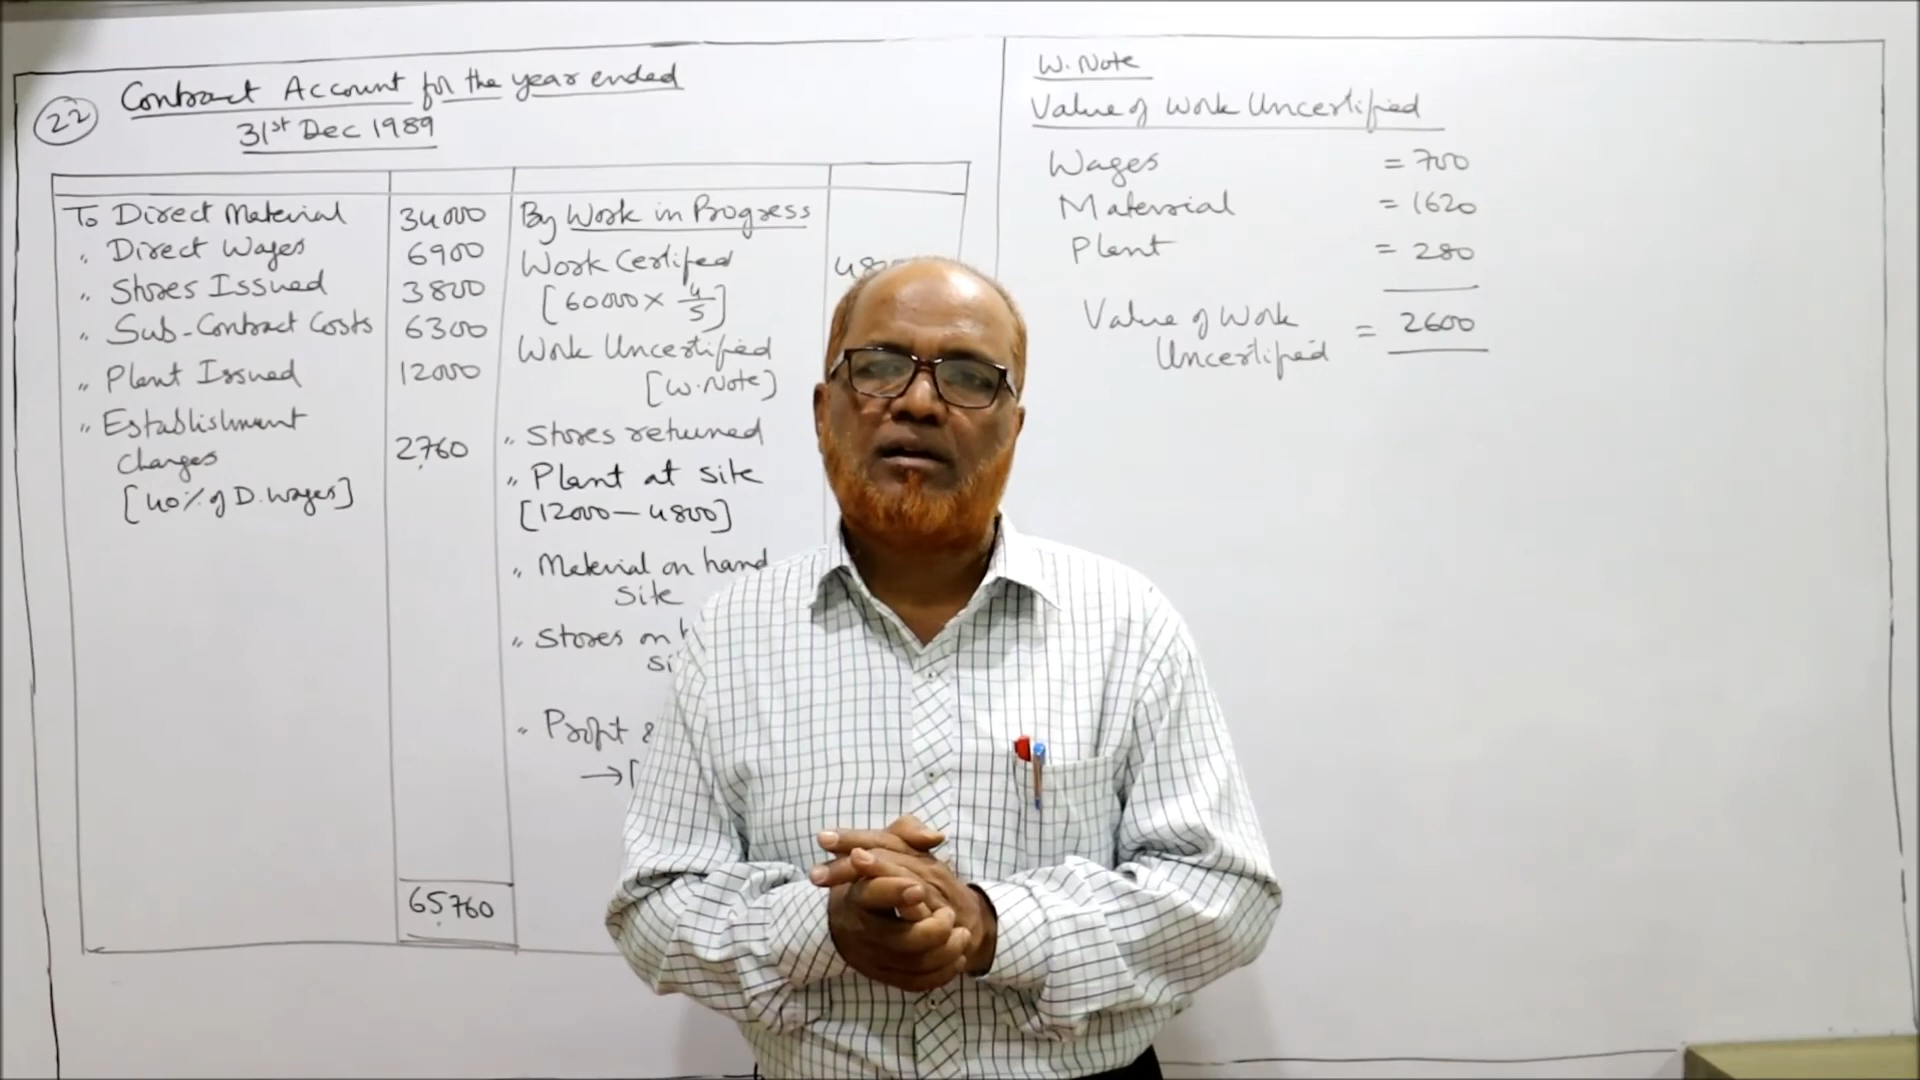 22
Contract Account for the year ended
31st Dec 1989
To Direct Material 34000
" Direct Wages 6900
" Stores Issued 3800
" Sub-Contract Costs 6300
" Plant Issued 12000
" Establishment
Charges 2760
[40% of D. Wages]
65760
By Work in Progress
Work Certified
[60000 × 4/5]
Work Uncertified
[W. Note]
" Stores returned
" Plant at site
[12000 — 4800]
" Material on hand
site
" Stores on
" Profit &
W. Note
Value of Work Uncertified
Wages = 700
Material = 1620
Plant = 280
Value of Work
Uncertified = 2600